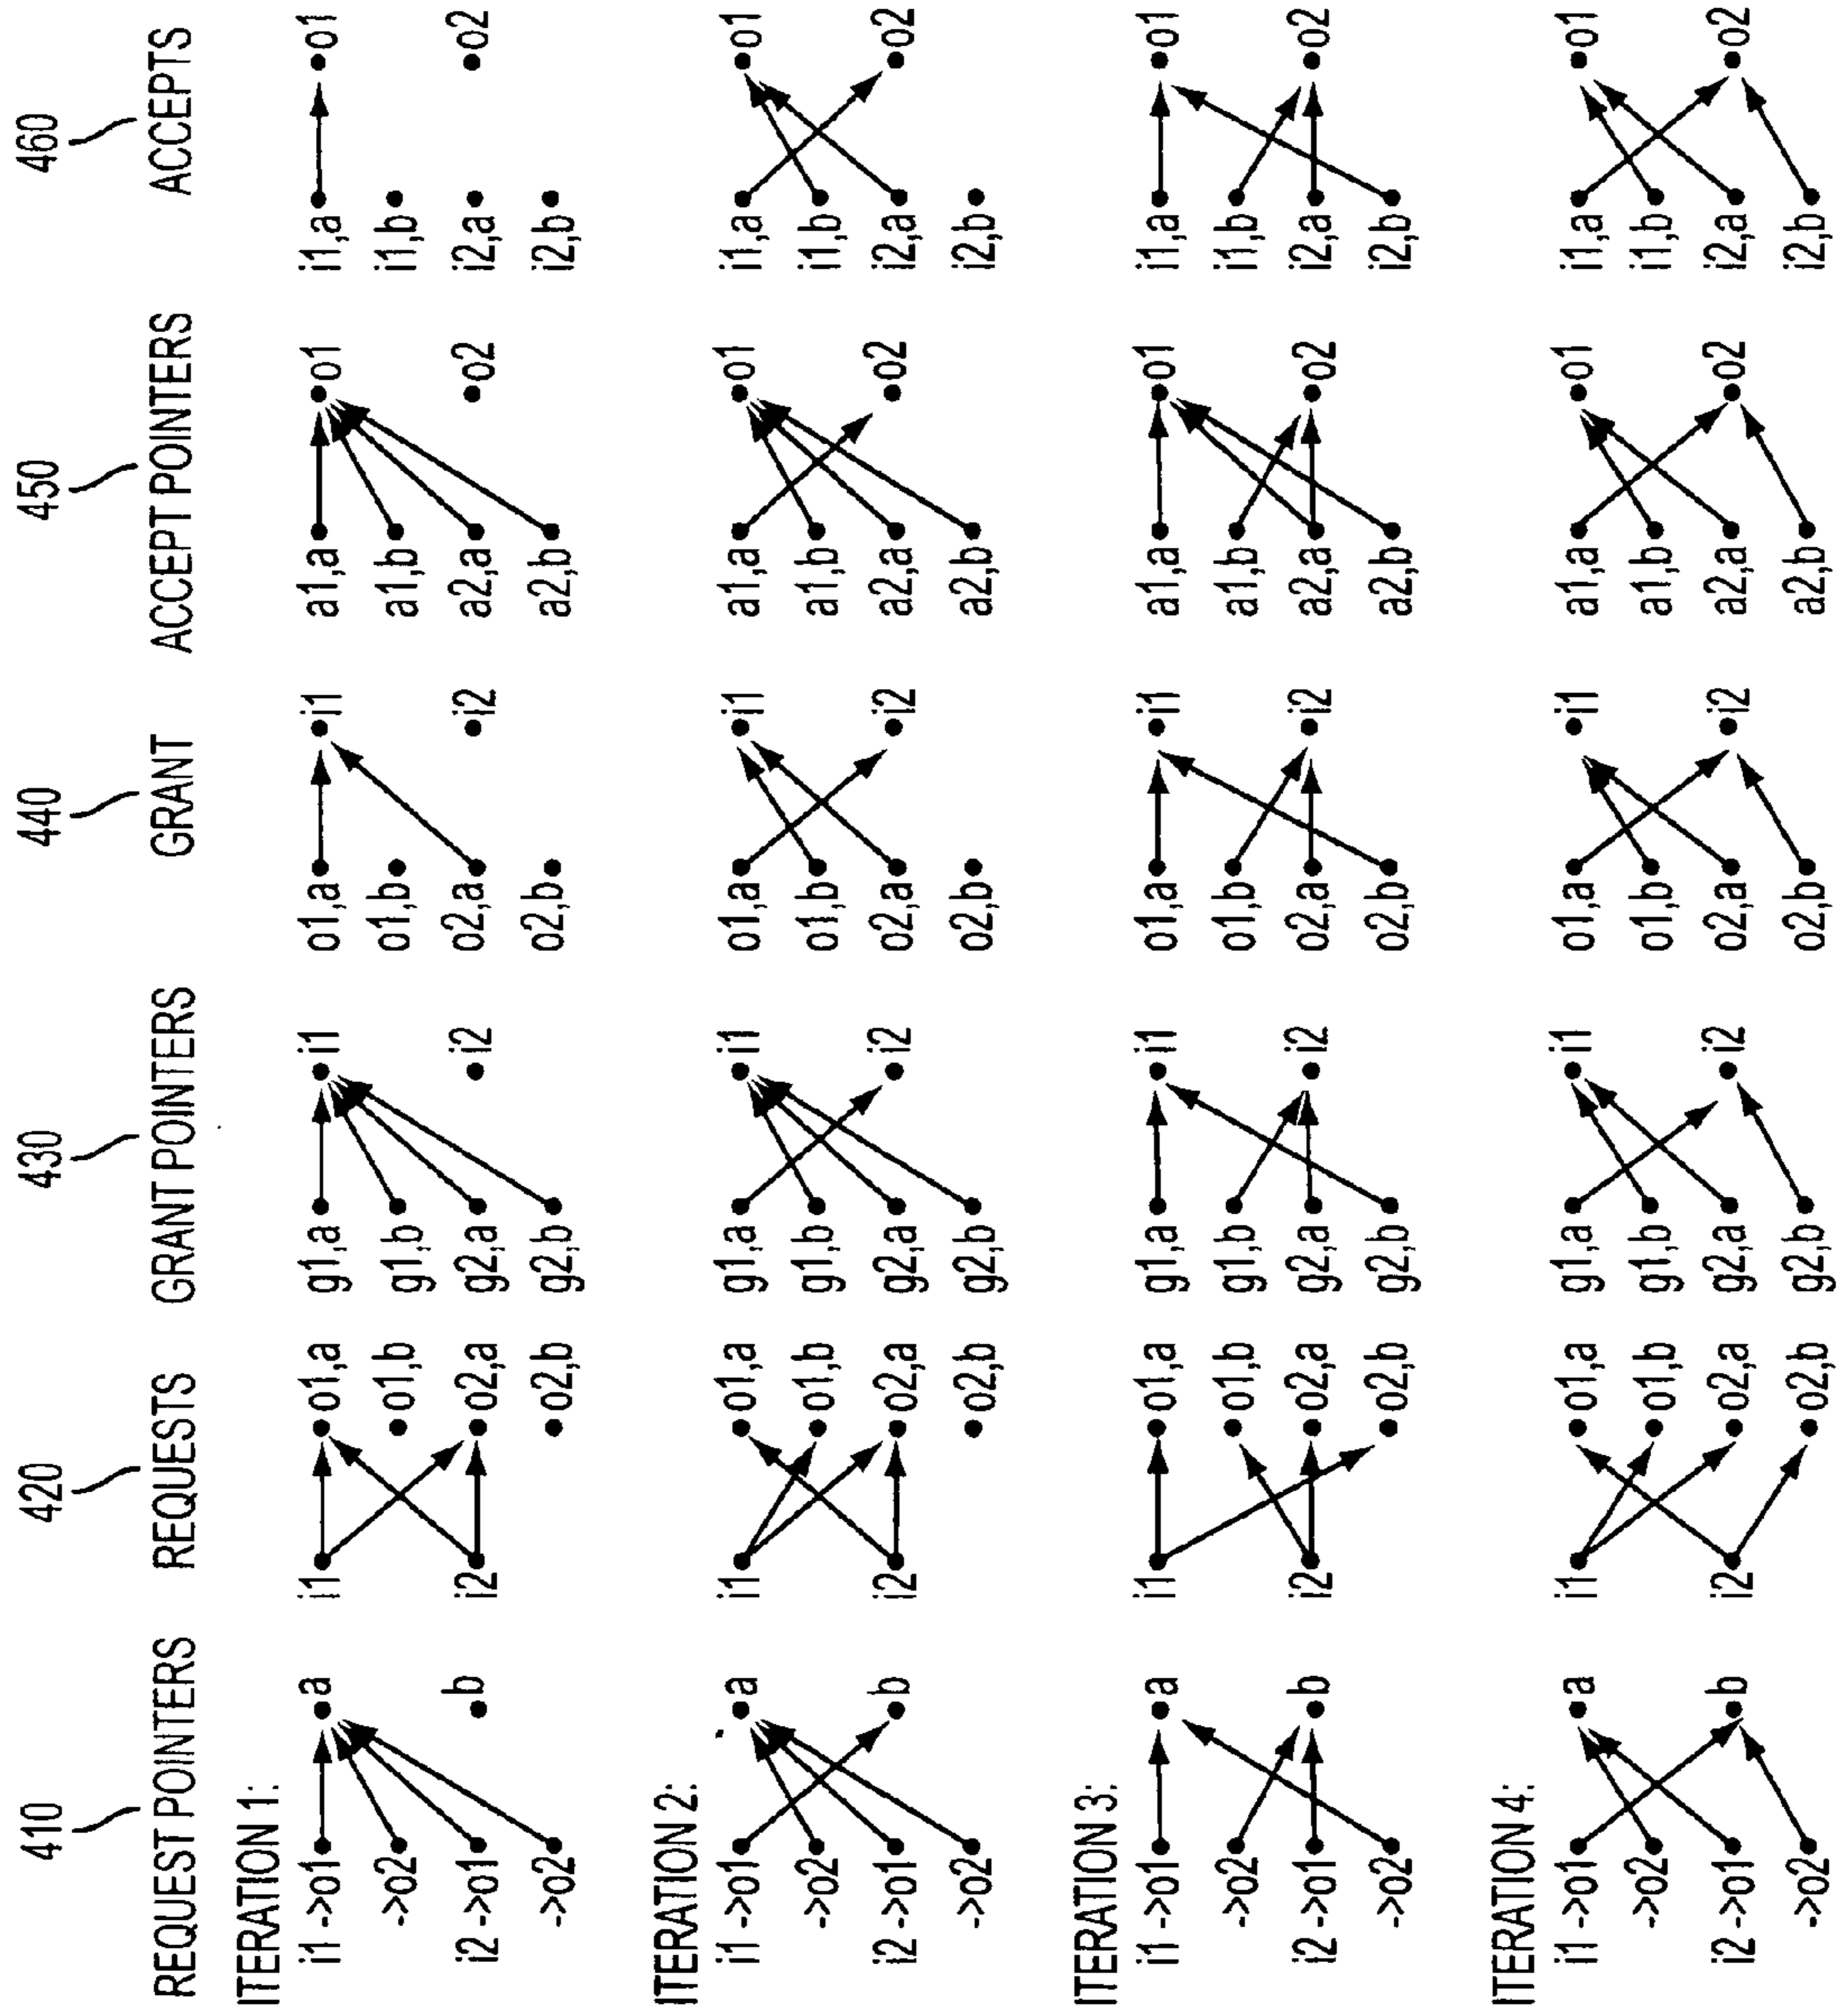 410 420 430 440 450 460
REQUEST POINTERS REQUESTS GRANT POINTERS GRANT ACCEPT POINTERS ACCEPTS
ITERATION 1:
i1 ->o1 a i1 o1,a g1,a i1 o1,a i1 a1,a o1 i1,a o1
->o2 o1,b g1,b o1,b a1,b i1,b
i2 ->o1 b i2 o2,a g2,a i2 o2,a i2 a2,a o2 i2,a o2
->o2 o2,b g2,b o2,b a2,b i2,b
ITERATION 2:
i1 ->o1 a i1 o1,a g1,a i1 o1,a i1 a1,a o1 i1,a o1
->o2 o1,b g1,b o1,b a1,b i1,b
i2 ->o1 b i2 o2,a g2,a i2 o2,a i2 a2,a o2 i2,a o2
->o2 o2,b g2,b o2,b a2,b i2,b
ITERATION 3:
i1 ->o1 a i1 o1,a g1,a i1 o1,a i1 a1,a o1 i1,a o1
->o2 o1,b g1,b o1,b a1,b i1,b
i2 ->o1 b i2 o2,a g2,a i2 o2,a i2 a2,a o2 i2,a o2
->o2 o2,b g2,b o2,b a2,b i2,b
ITERATION 4:
i1 ->o1 a i1 o1,a g1,a i1 o1,a i1 a1,a o1 i1,a o1
->o2 o1,b g1,b o1,b a1,b i1,b
i2 ->o1 b i2 o2,a g2,a i2 o2,a i2 a2,a o2 i2,a o2
->o2 o2,b g2,b o2,b a2,b i2,b